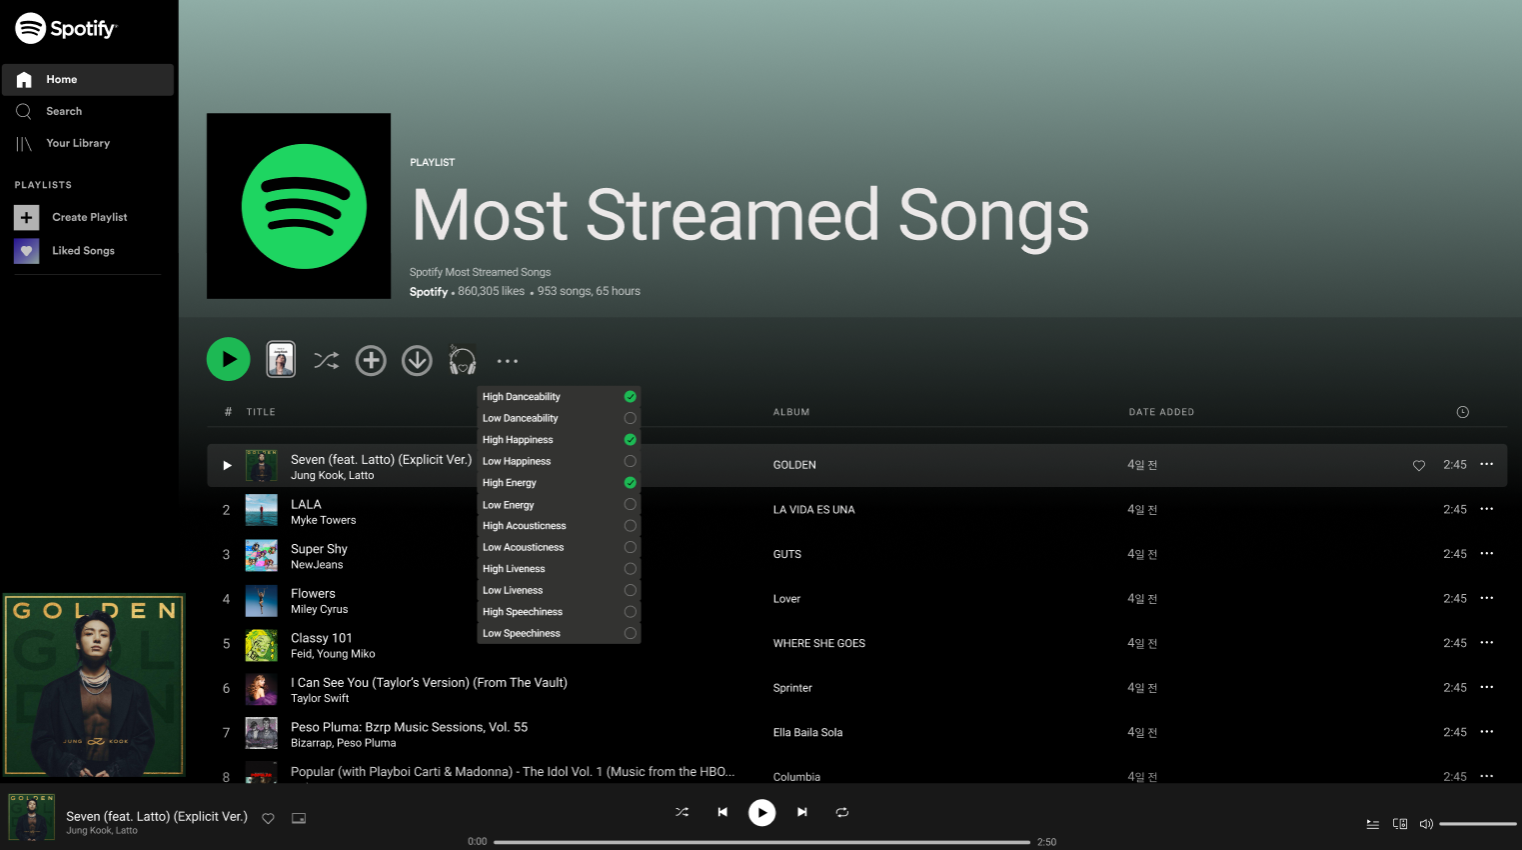 Spotify
Home
Search
Your Library
PLAYLISTS
Create Playlist
Liked Songs
PLAYLIST
Most Streamed Songs
Spotify Most Streamed Songs
Spotify • 860,305 likes • 953 songs, 65 hours
High Danceability
Low Danceability
High Happiness
Low Happiness
High Energy
Low Energy
High Acousticness
Low Acousticness
High Liveness
Low Liveness
High Speechiness
Low Speechiness
# TITLE ALBUM DATE ADDED
Seven (feat. Latto) (Explicit Ver.) GOLDEN 4일 전 2:45
Jung Kook, Latto
2 LALA LA VIDA ES UNA 4일 전 2:45
Myke Towers
3 Super Shy GUTS 4일 전 2:45
NewJeans
4 Flowers Lover 4일 전 2:45
Miley Cyrus
5 Classy 101 WHERE SHE GOES 4일 전 2:45
Feid, Young Miko
6 I Can See You (Taylor's Version) (From The Vault) Sprinter 4일 전 2:45
Taylor Swift
7 Peso Pluma: Bzrp Music Sessions, Vol. 55 Ella Baila Sola 4일 전 2:45
Bizarrap, Peso Pluma
8 Popular (with Playboi Carti & Madonna) - The Idol Vol. 1 (Music from the HBO... Columbia 4일 전 2:45
GOLDEN
GOL
DEN
JUNG KOOK
GOLDEN
Seven (feat. Latto) (Explicit Ver.)
Jung Kook, Latto
0:00 2:50